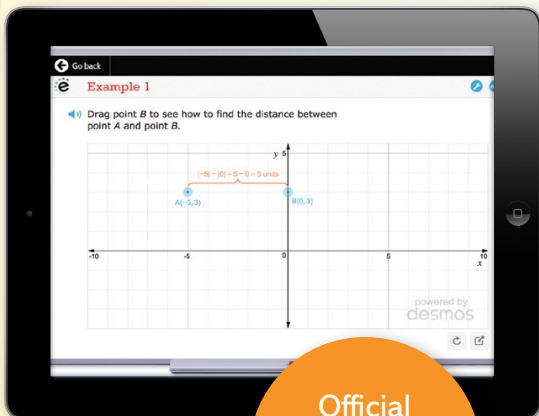 Go back
e Example 1
Drag point B to see how to find the distance between
point A and point B.
y 5
|-5| - |0| = 5 - 0 = 5 units
A(-5, 3) B(0, 3)
-10 -5 0 5 10
x
powered by
desmos
Official